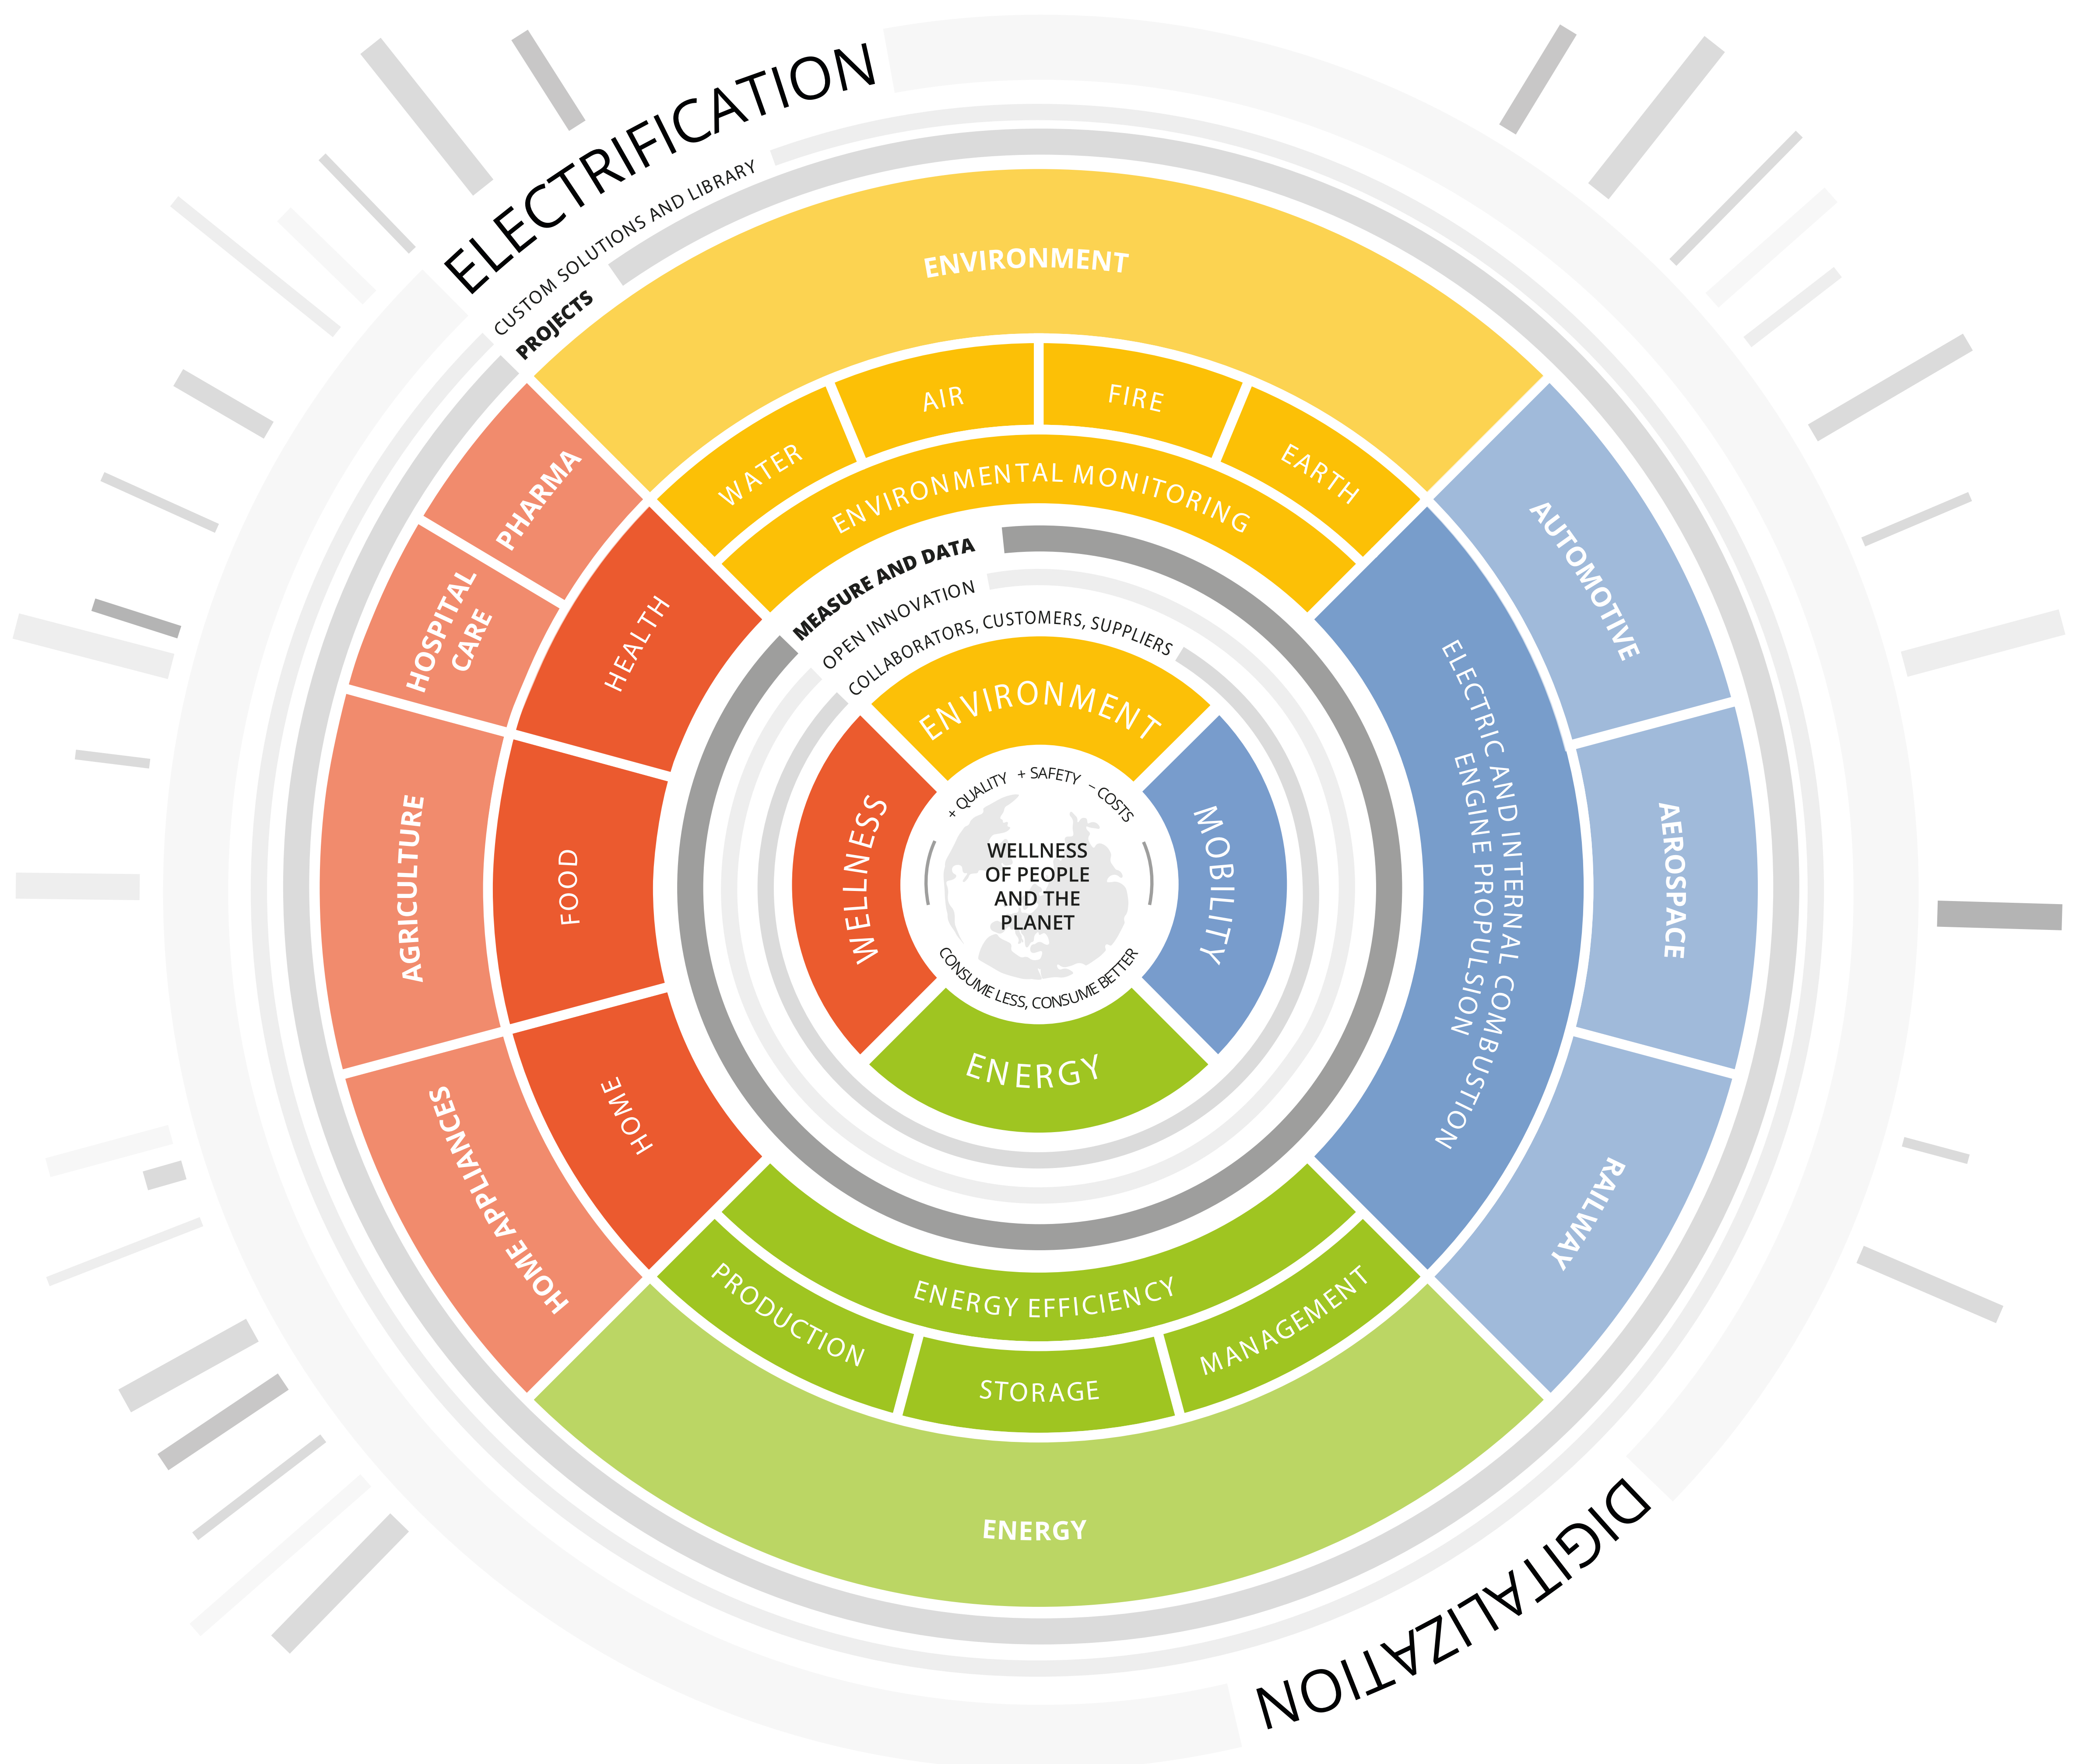 ELECTRIFICATION
CUSTOM SOLUTIONS AND LIBRARY
PROJECTS
ENVIRONMENT
WATER
AIR
FIRE
EARTH
ENVIRONMENTAL MONITORING
PHARMA
HOSPITAL
CARE
AGRICULTURE
HOME APPLIANCES
HEALTH
FOOD
HOME
MEASURE AND DATA
OPEN INNOVATION
COLLABORATORS, CUSTOMERS, SUPPLIERS
ENVIRONMENT
WELLNESS
MOBILITY
ENERGY
+ QUALITY + SAFETY – COSTS
WELLNESS
OF PEOPLE
AND THE
PLANET
CONSUME LESS, CONSUME BETTER
ELECTRIC AND INTERNAL COMBUSTION
ENGINE PROPULSION
AUTOMOTIVE
AEROSPACE
RAILWAY
ENERGY EFFICIENCY
PRODUCTION
STORAGE
MANAGEMENT
ENERGY
DIGITALIZATION